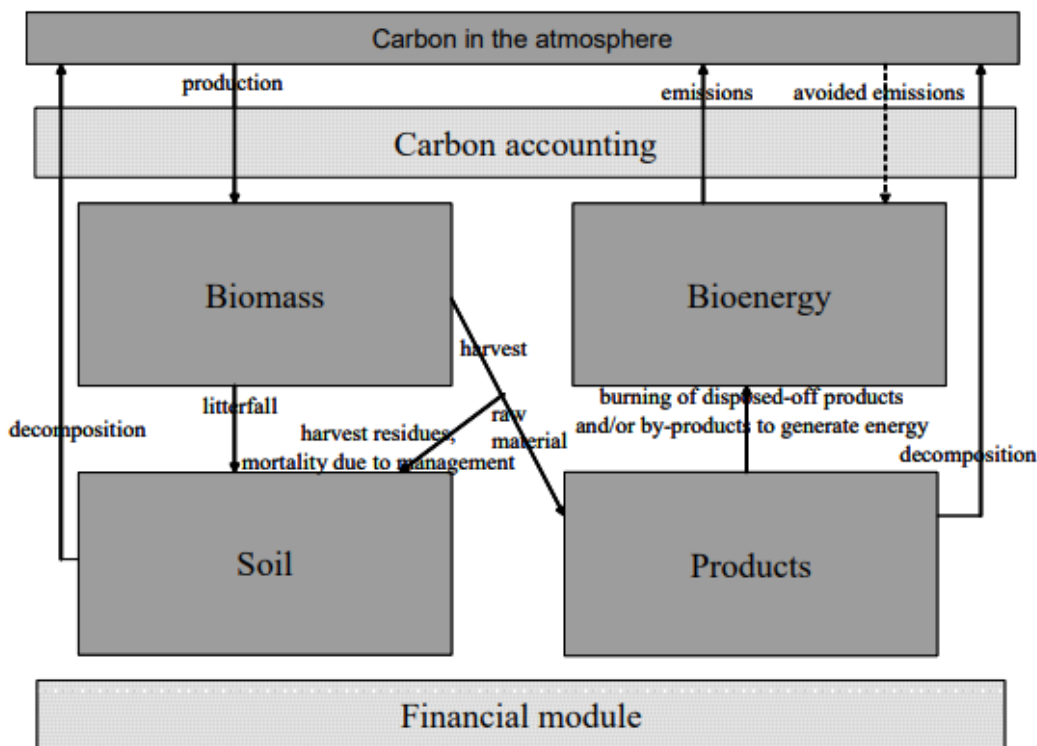 Carbon in the atmosphere
production
emissions
avoided emissions
Carbon accounting
Biomass
Bioenergy
harvest
litterfall
decomposition
harvest residues,
mortality due to management
raw
material
burning of disposed-off products
and/or by-products to generate energy
decomposition
Soil
Products
Financial module